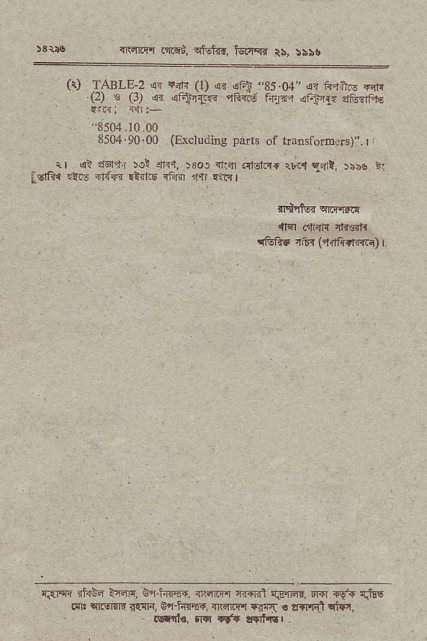 ১৪২৯৬ বাংলাদেশ গেজেট, অতিরিক্ত, ডিসেম্বর ২৯, ১৯৯৬
(২) TABLE-2 এর কলাম (1) এর এন্ট্রি “85·04” এর বিপরীতে কলাম
(2) ও (3) এর এন্ট্রিসমূহের পরিবর্তে নিম্নরূপ এন্ট্রিসমূহ প্রতিস্থাপিত
হইবে; যথা:—
“8504.10.00
8504·90·00 (Excluding parts of transformers)”.।
২। এই প্রজ্ঞাপন ১৩ই শ্রাবণ, ১৪০৩ বাংলা মোতাবেক ২৮শে জুলাই, ১৯৯৬ ইং
তারিখ হইতে কার্যকর হইয়াছে বলিয়া গণ্য হইবে।
রাষ্ট্রপতির আদেশক্রমে
খাজা গোলাম সারওয়ার
অতিরিক্ত সচিব (পদাধিকারবলে)।
মুহাম্মদ রবিউল ইসলাম, উপ-নিয়ন্ত্রক, বাংলাদেশ সরকারী মুদ্রণালয়, ঢাকা কর্তৃক মুদ্রিত
মোঃ আতোয়ার রহমান, উপ-নিয়ন্ত্রক, বাংলাদেশ ফরমস্ ও প্রকাশনী অফিস,
তেজগাঁও, ঢাকা কর্তৃক প্রকাশিত।